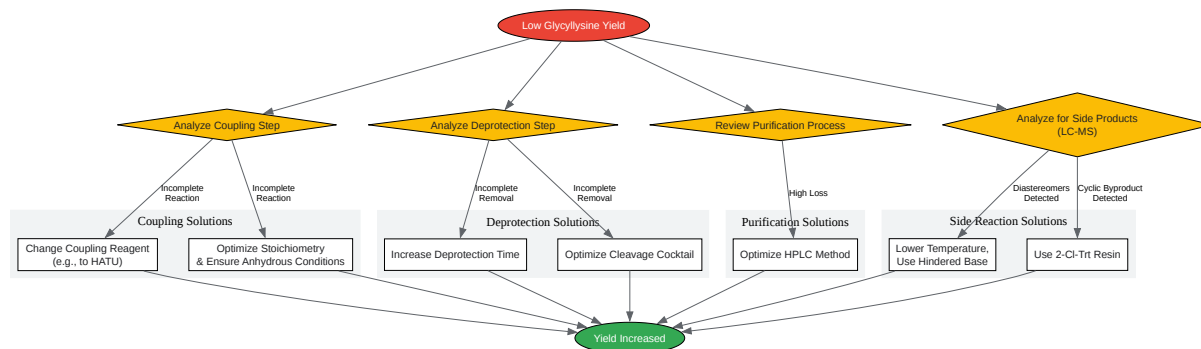 Low Glycyllysine Yield
Analyze Coupling Step
Analyze Deprotection Step
Review Purification Process
Analyze for Side Products
(LC-MS)
Incomplete
Reaction
Incomplete
Reaction
Incomplete
Removal
Incomplete
Removal
High Loss
Diastereomers
Detected
Cyclic Byproduct
Detected
Coupling Solutions
Deprotection Solutions
Purification Solutions
Side Reaction Solutions
Change Coupling Reagent
(e.g., to HATU)
Optimize Stoichiometry
& Ensure Anhydrous Conditions
Increase Deprotection Time
Optimize Cleavage Cocktail
Optimize HPLC Method
Lower Temperature,
Use Hindered Base
Use 2-Cl-Trt Resin
Yield Increased